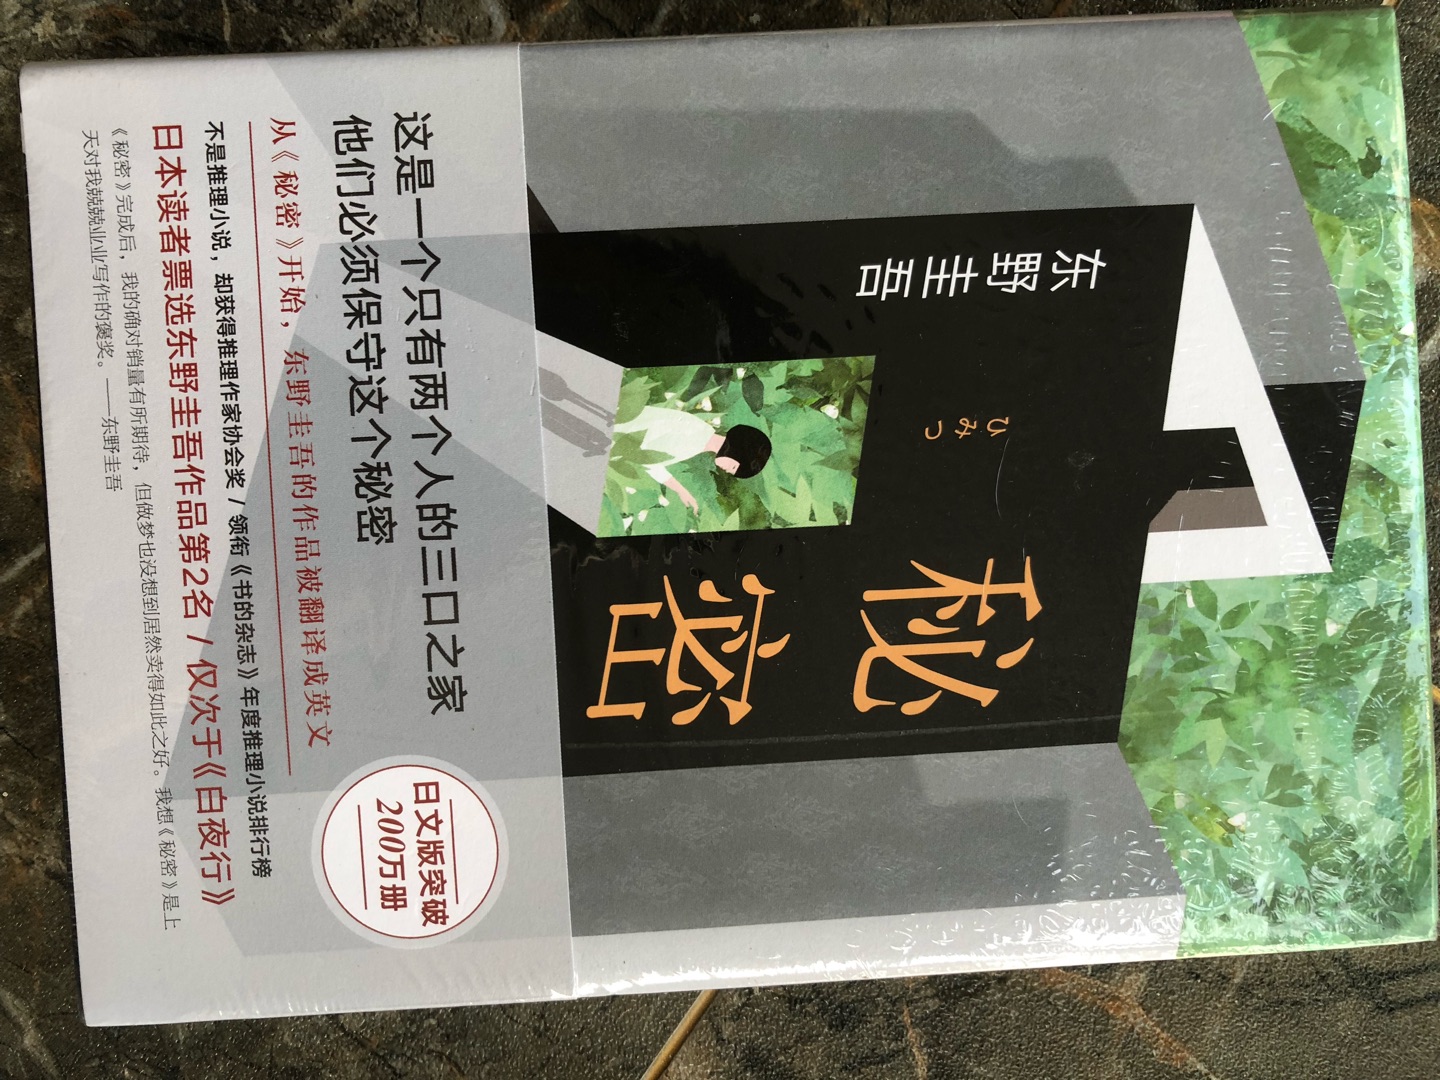 东野圭吾
ひみつ
秘密
这是一个只有两个人的三口之家
他们必须保守这个秘密
从《秘密》开始，东野圭吾的作品被翻译成英文
不是推理小说，却获得推理作家协会奖 / 领衔《书的杂志》年度推理小说排行榜
日本读者票选东野圭吾作品第2名 / 仅次于《白夜行》
《秘密》完成后，我的确对销量有所期待，但做梦也没想到居然卖得如此之好。我想《秘密》是上
天对我兢兢业业写作的褒奖。——东野圭吾
日文版突破
200万册